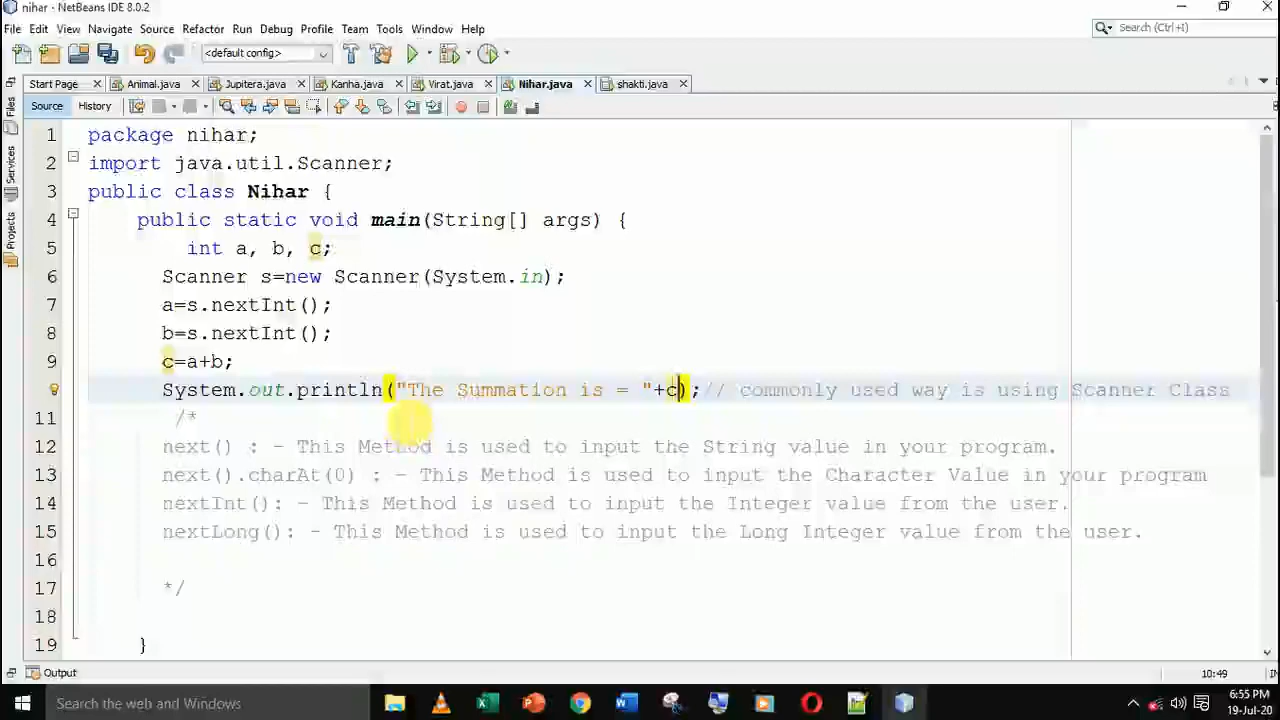 nihar - NetBeans IDE 8.0.2
File Edit View Navigate Source Refactor Run Debug Profile Team Tools Window Help
Search (Ctrl+I)
<default config>
Start Page Animal.java Jupitera.java Kanha.java Virat.java Nihar.java shakti.java
Source History
Files
Services
Projects
1 package nihar;
2 import java.util.Scanner;
3 public class Nihar {
4 public static void main(String[] args) {
5 int a, b, c;
6 Scanner s=new Scanner(System.in);
7 a=s.nextInt();
8 b=s.nextInt();
9 c=a+b;
System.out.println("The Summation is = "+c);// commonly used way is using Scanner Class
11 /*
12 next() : - This Method is used to input the String value in your program.
13 next().charAt(0) : - This Method is used to input the Character Value in your program
14 nextInt(): - This Method is used to input the Integer value from the user.
15 nextLong(): - This Method is used to input the Long Integer value from the user.
16
17 */
18
19 }
Output
10:49
Search the web and Windows
6:55 PM
19-Jul-20